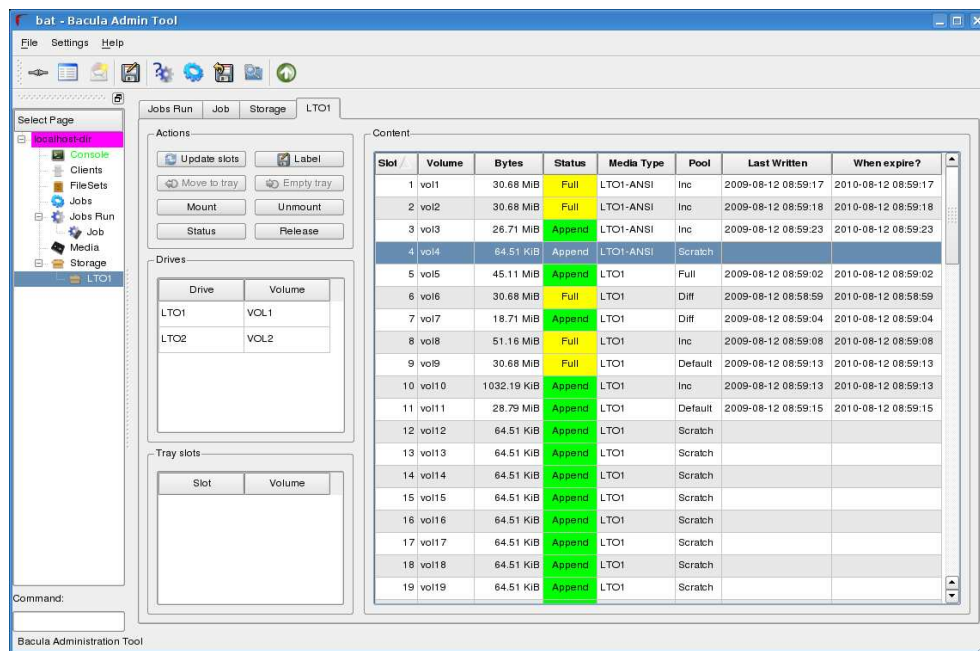 bat - Bacula Admin Tool
File Settings Help
Select Page
localhost-dir
Console
Clients
FileSets
Jobs
Jobs Run
Job
Media
Storage
LTO1
Command:
Bacula Administration Tool
Jobs Run Job Storage LTO1
Actions
Update slots Label
Move to tray Empty tray
Mount Unmount
Status Release
Drives
Drive Volume
LTO1 VOL1
LTO2 VOL2
Tray slots
Slot Volume
Content
Slot Volume Bytes Status Media Type Pool Last Written When expire?
1 vol1 30.68 MiB Full LTO1-ANSI Inc 2009-08-12 08:59:17 2010-08-12 08:59:17
2 vol2 30.68 MiB Full LTO1-ANSI Inc 2009-08-12 08:59:18 2010-08-12 08:59:18
3 vol3 26.71 MiB Append LTO1-ANSI Inc 2009-08-12 08:59:23 2010-08-12 08:59:23
4 vol4 64.51 KiB Append LTO1-ANSI Scratch
5 vol5 45.11 MiB Append LTO1 Full 2009-08-12 08:59:02 2010-08-12 08:59:02
6 vol6 30.68 MiB Full LTO1 Diff 2009-08-12 08:58:59 2010-08-12 08:58:59
7 vol7 18.71 MiB Append LTO1 Diff 2009-08-12 08:59:04 2010-08-12 08:59:04
8 vol8 51.16 MiB Full LTO1 Inc 2009-08-12 08:59:08 2010-08-12 08:59:08
9 vol9 30.68 MiB Full LTO1 Default 2009-08-12 08:59:13 2010-08-12 08:59:13
10 vol10 1032.19 KiB Append LTO1 Inc 2009-08-12 08:59:13 2010-08-12 08:59:13
11 vol11 28.79 MiB Append LTO1 Default 2009-08-12 08:59:15 2010-08-12 08:59:15
12 vol12 64.51 KiB Append LTO1 Scratch
13 vol13 64.51 KiB Append LTO1 Scratch
14 vol14 64.51 KiB Append LTO1 Scratch
15 vol15 64.51 KiB Append LTO1 Scratch
16 vol16 64.51 KiB Append LTO1 Scratch
17 vol17 64.51 KiB Append LTO1 Scratch
18 vol18 64.51 KiB Append LTO1 Scratch
19 vol19 64.51 KiB Append LTO1 Scratch